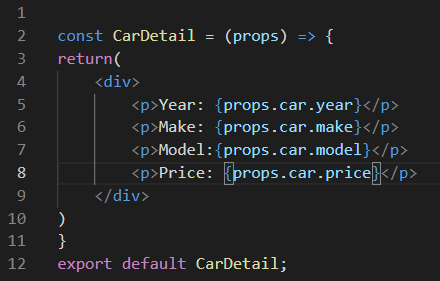 1
2 const CarDetail = (props) => {
3 return(
4 <div>
5 <p>Year: {props.car.year}</p>
6 <p>Make: {props.car.make}</p>
7 <p>Model:{props.car.model}</p>
8 <p>Price: {props.car.price}</p>
9 </div>
10 )
11 }
12 export default CarDetail;